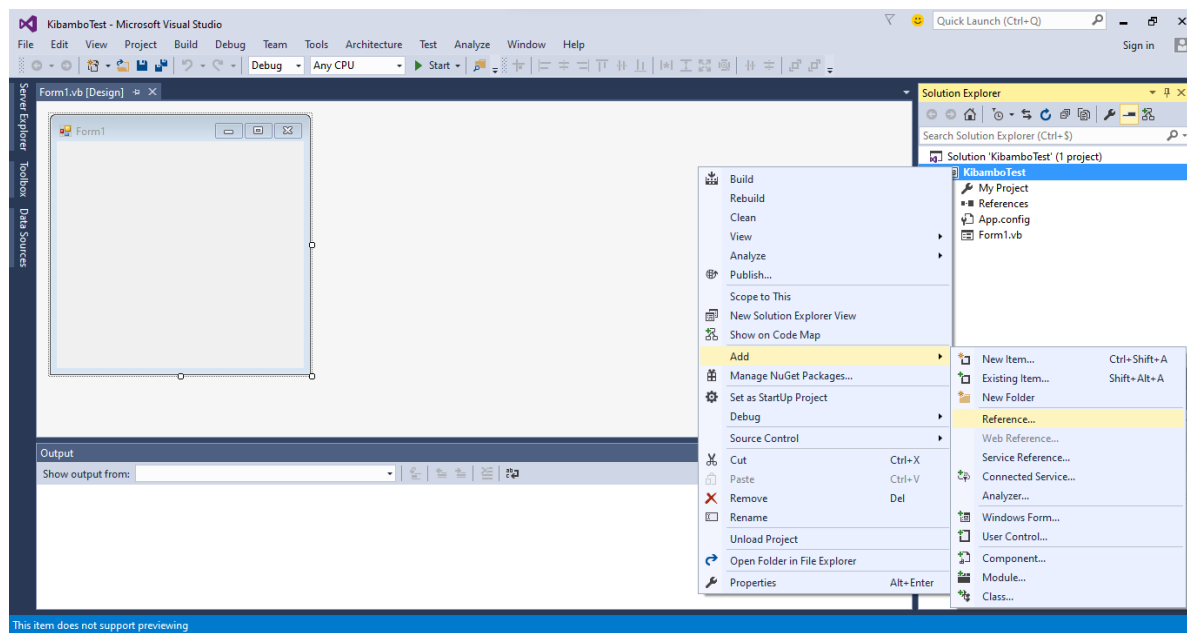 KibamboTest - Microsoft Visual Studio
Quick Launch (Ctrl+Q)
File Edit View Project Build Debug Team Tools Architecture Test Analyze Window Help
Sign in
Debug Any CPU Start
Server Explorer
Toolbox
Data Sources
Form1.vb [Design]
Form1
Solution Explorer
Search Solution Explorer (Ctrl+$)
Solution 'KibamboTest' (1 project)
KibamboTest
My Project
References
App.config
Form1.vb
Build
Rebuild
Clean
View
Analyze
Publish...
Scope to This
New Solution Explorer View
Show on Code Map
Add
Manage NuGet Packages...
Set as StartUp Project
Debug
Source Control
Cut Ctrl+X
Paste Ctrl+V
Remove Del
Rename
Unload Project
Open Folder in File Explorer
Properties Alt+Enter
New Item... Ctrl+Shift+A
Existing Item... Shift+Alt+A
New Folder
Reference...
Web Reference...
Service Reference...
Connected Service...
Analyzer...
Windows Form...
User Control...
Component...
Module...
Class...
Output
Show output from:
This item does not support previewing